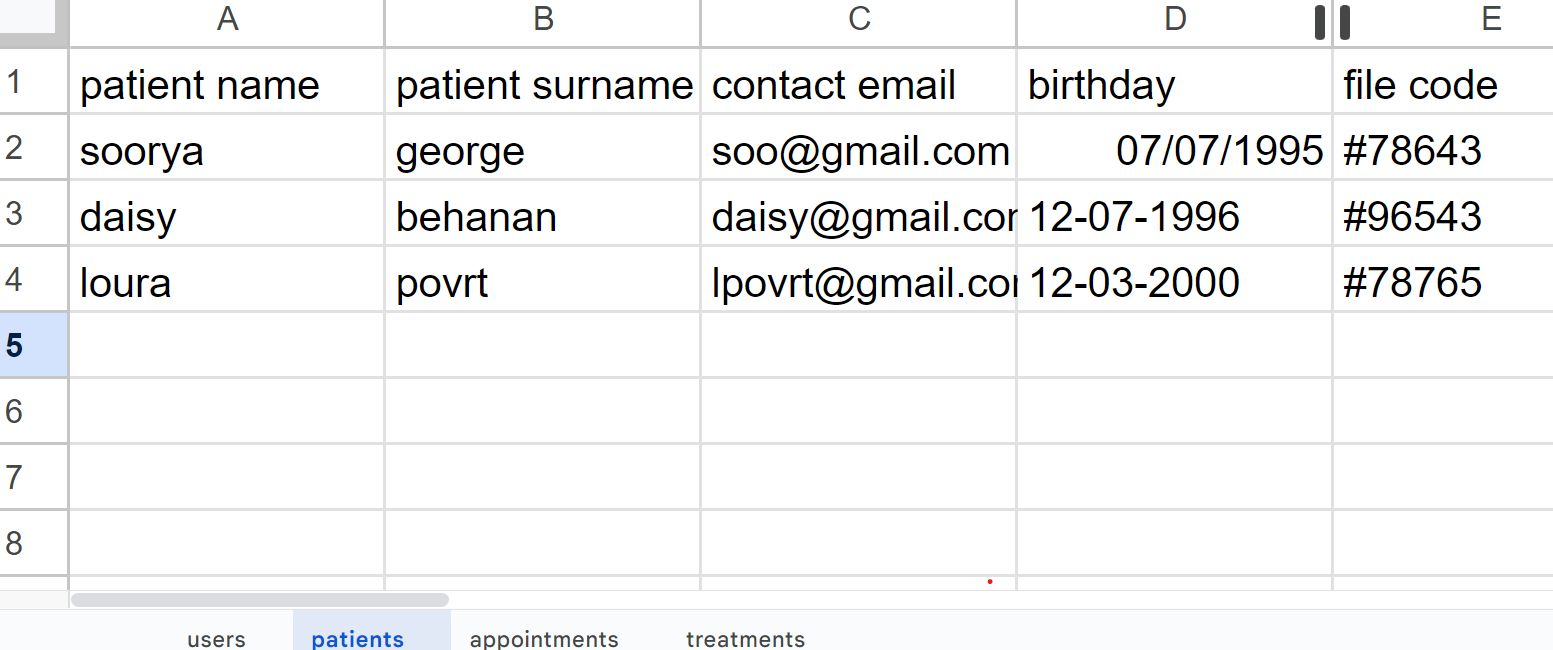 A B C D E
1 patient name patient surname contact email birthday file code
2 soorya george soo@gmail.com 07/07/1995 #78643
3 daisy behanan daisy@gmail.co 12-07-1996 #96543
4 loura povrt lpovrt@gmail.co 12-03-2000 #78765
5
6
7
8
users patients appointments treatments